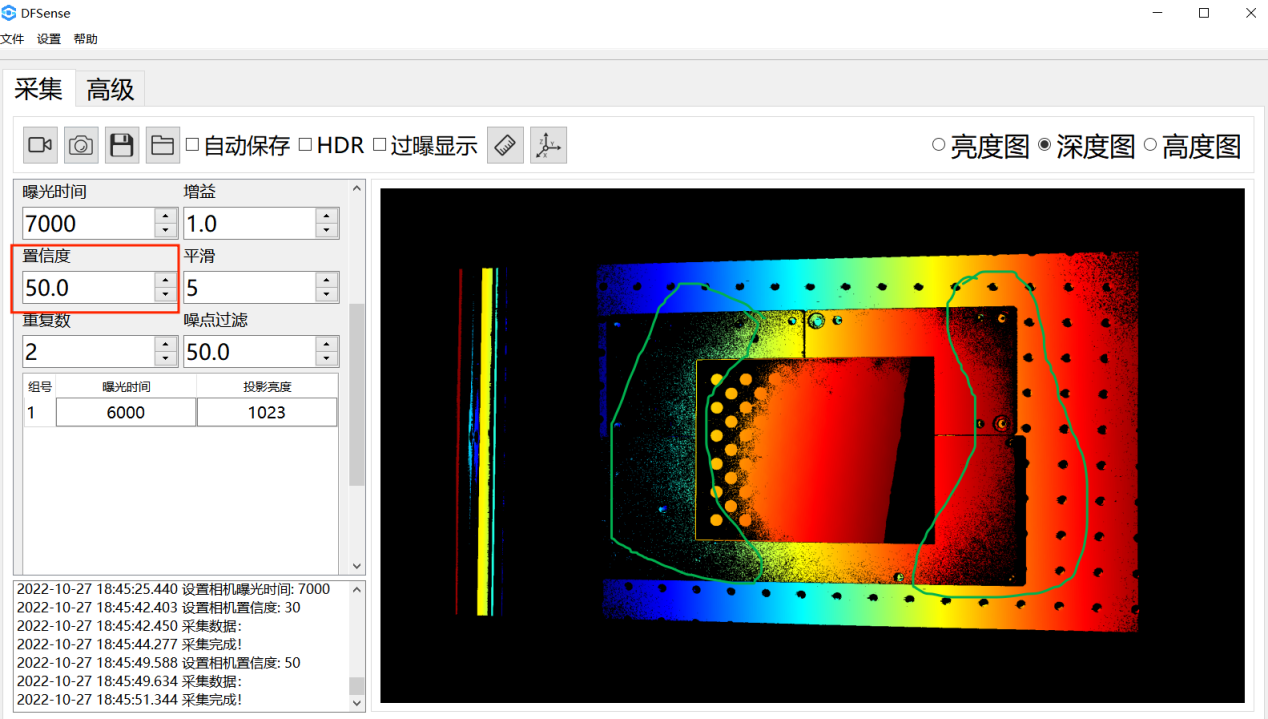 DFSense
文件 设置 帮助
采集 高级
自动保存 HDR 过曝显示 亮度图 深度图 高度图
曝光时间 增益
7000 1.0
置信度 平滑
50.0 5
重复数 噪点过滤
2 50.0
组号 曝光时间 投影亮度
1 6000 1023
2022-10-27 18:45:25.440 设置相机曝光时间: 7000
2022-10-27 18:45:42.403 设置相机置信度: 30
2022-10-27 18:45:42.450 采集数据:
2022-10-27 18:45:44.277 采集完成!
2022-10-27 18:45:49.588 设置相机置信度: 50
2022-10-27 18:45:49.634 采集数据:
2022-10-27 18:45:51.344 采集完成!